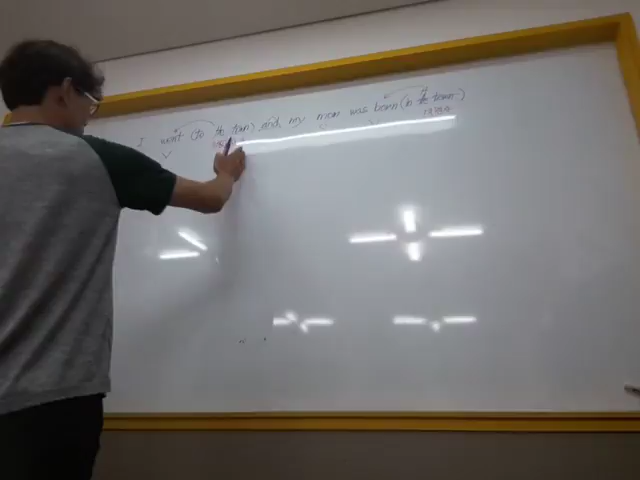 I went (to the town) and my mom was born (in the town.)